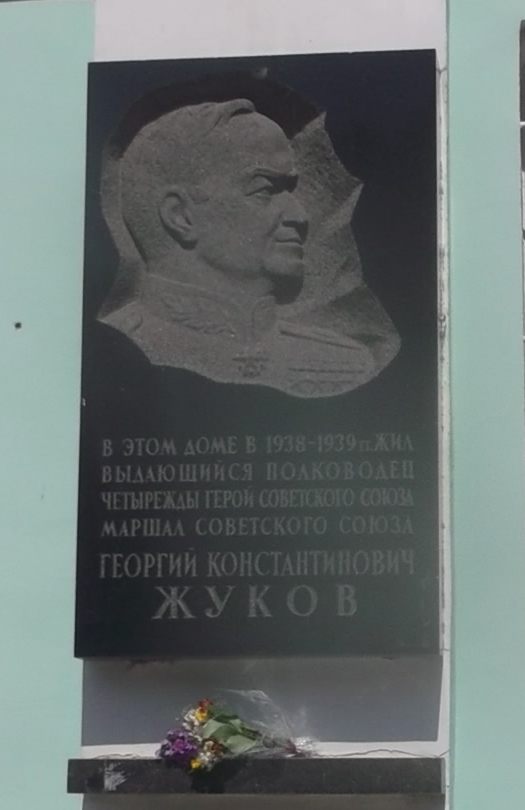 В ЭТОМ ДОМЕ В 1938-1939 гг. ЖИЛ
ВЫДАЮЩИЙСЯ ПОЛКОВОДЕЦ
ЧЕТЫРЕЖДЫ ГЕРОЙ СОВЕТСКОГО СОЮЗА
МАРШАЛ СОВЕТСКОГО СОЮЗА
ГЕОРГИЙ КОНСТАНТИНОВИЧ
ЖУКОВ